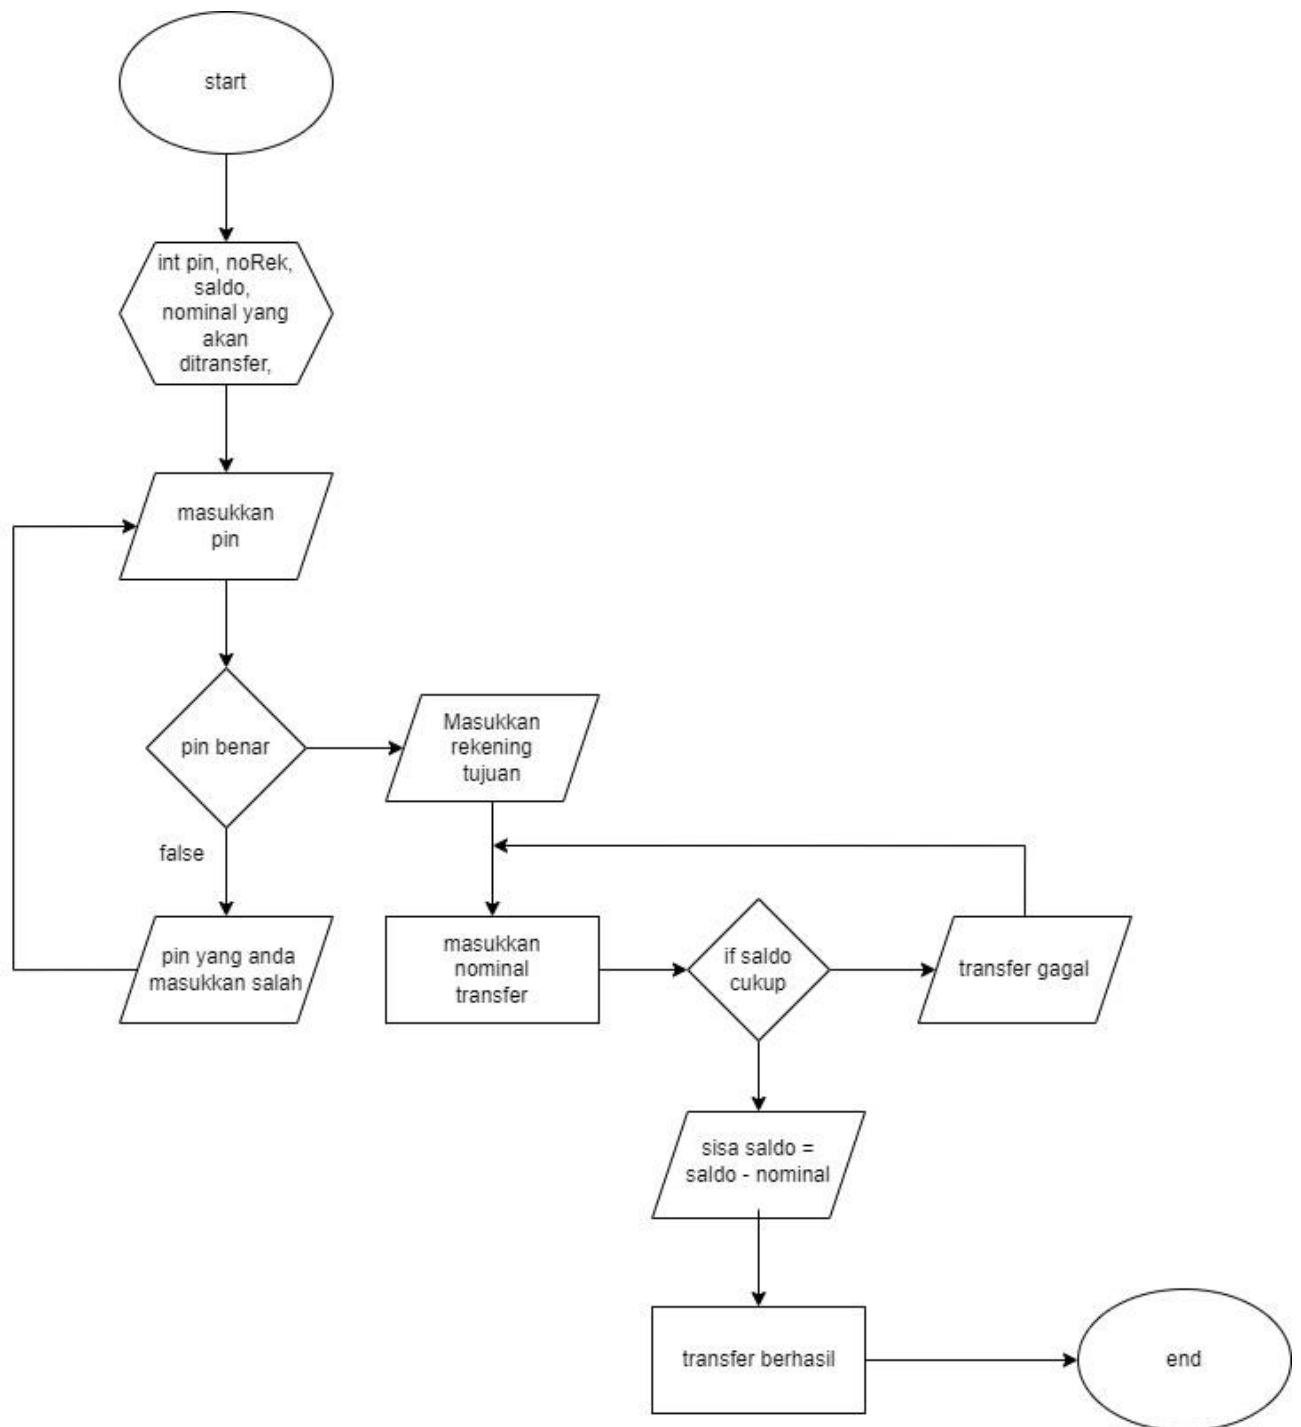 start
int pin, noRek,
saldo,
nominal yang
akan
ditransfer,
masukkan
pin
pin benar
false
pin yang anda
masukkan salah
Masukkan
rekening
tujuan
masukkan
nominal
transfer
if saldo
cukup
transfer gagal
sisa saldo =
saldo - nominal
transfer berhasil
end